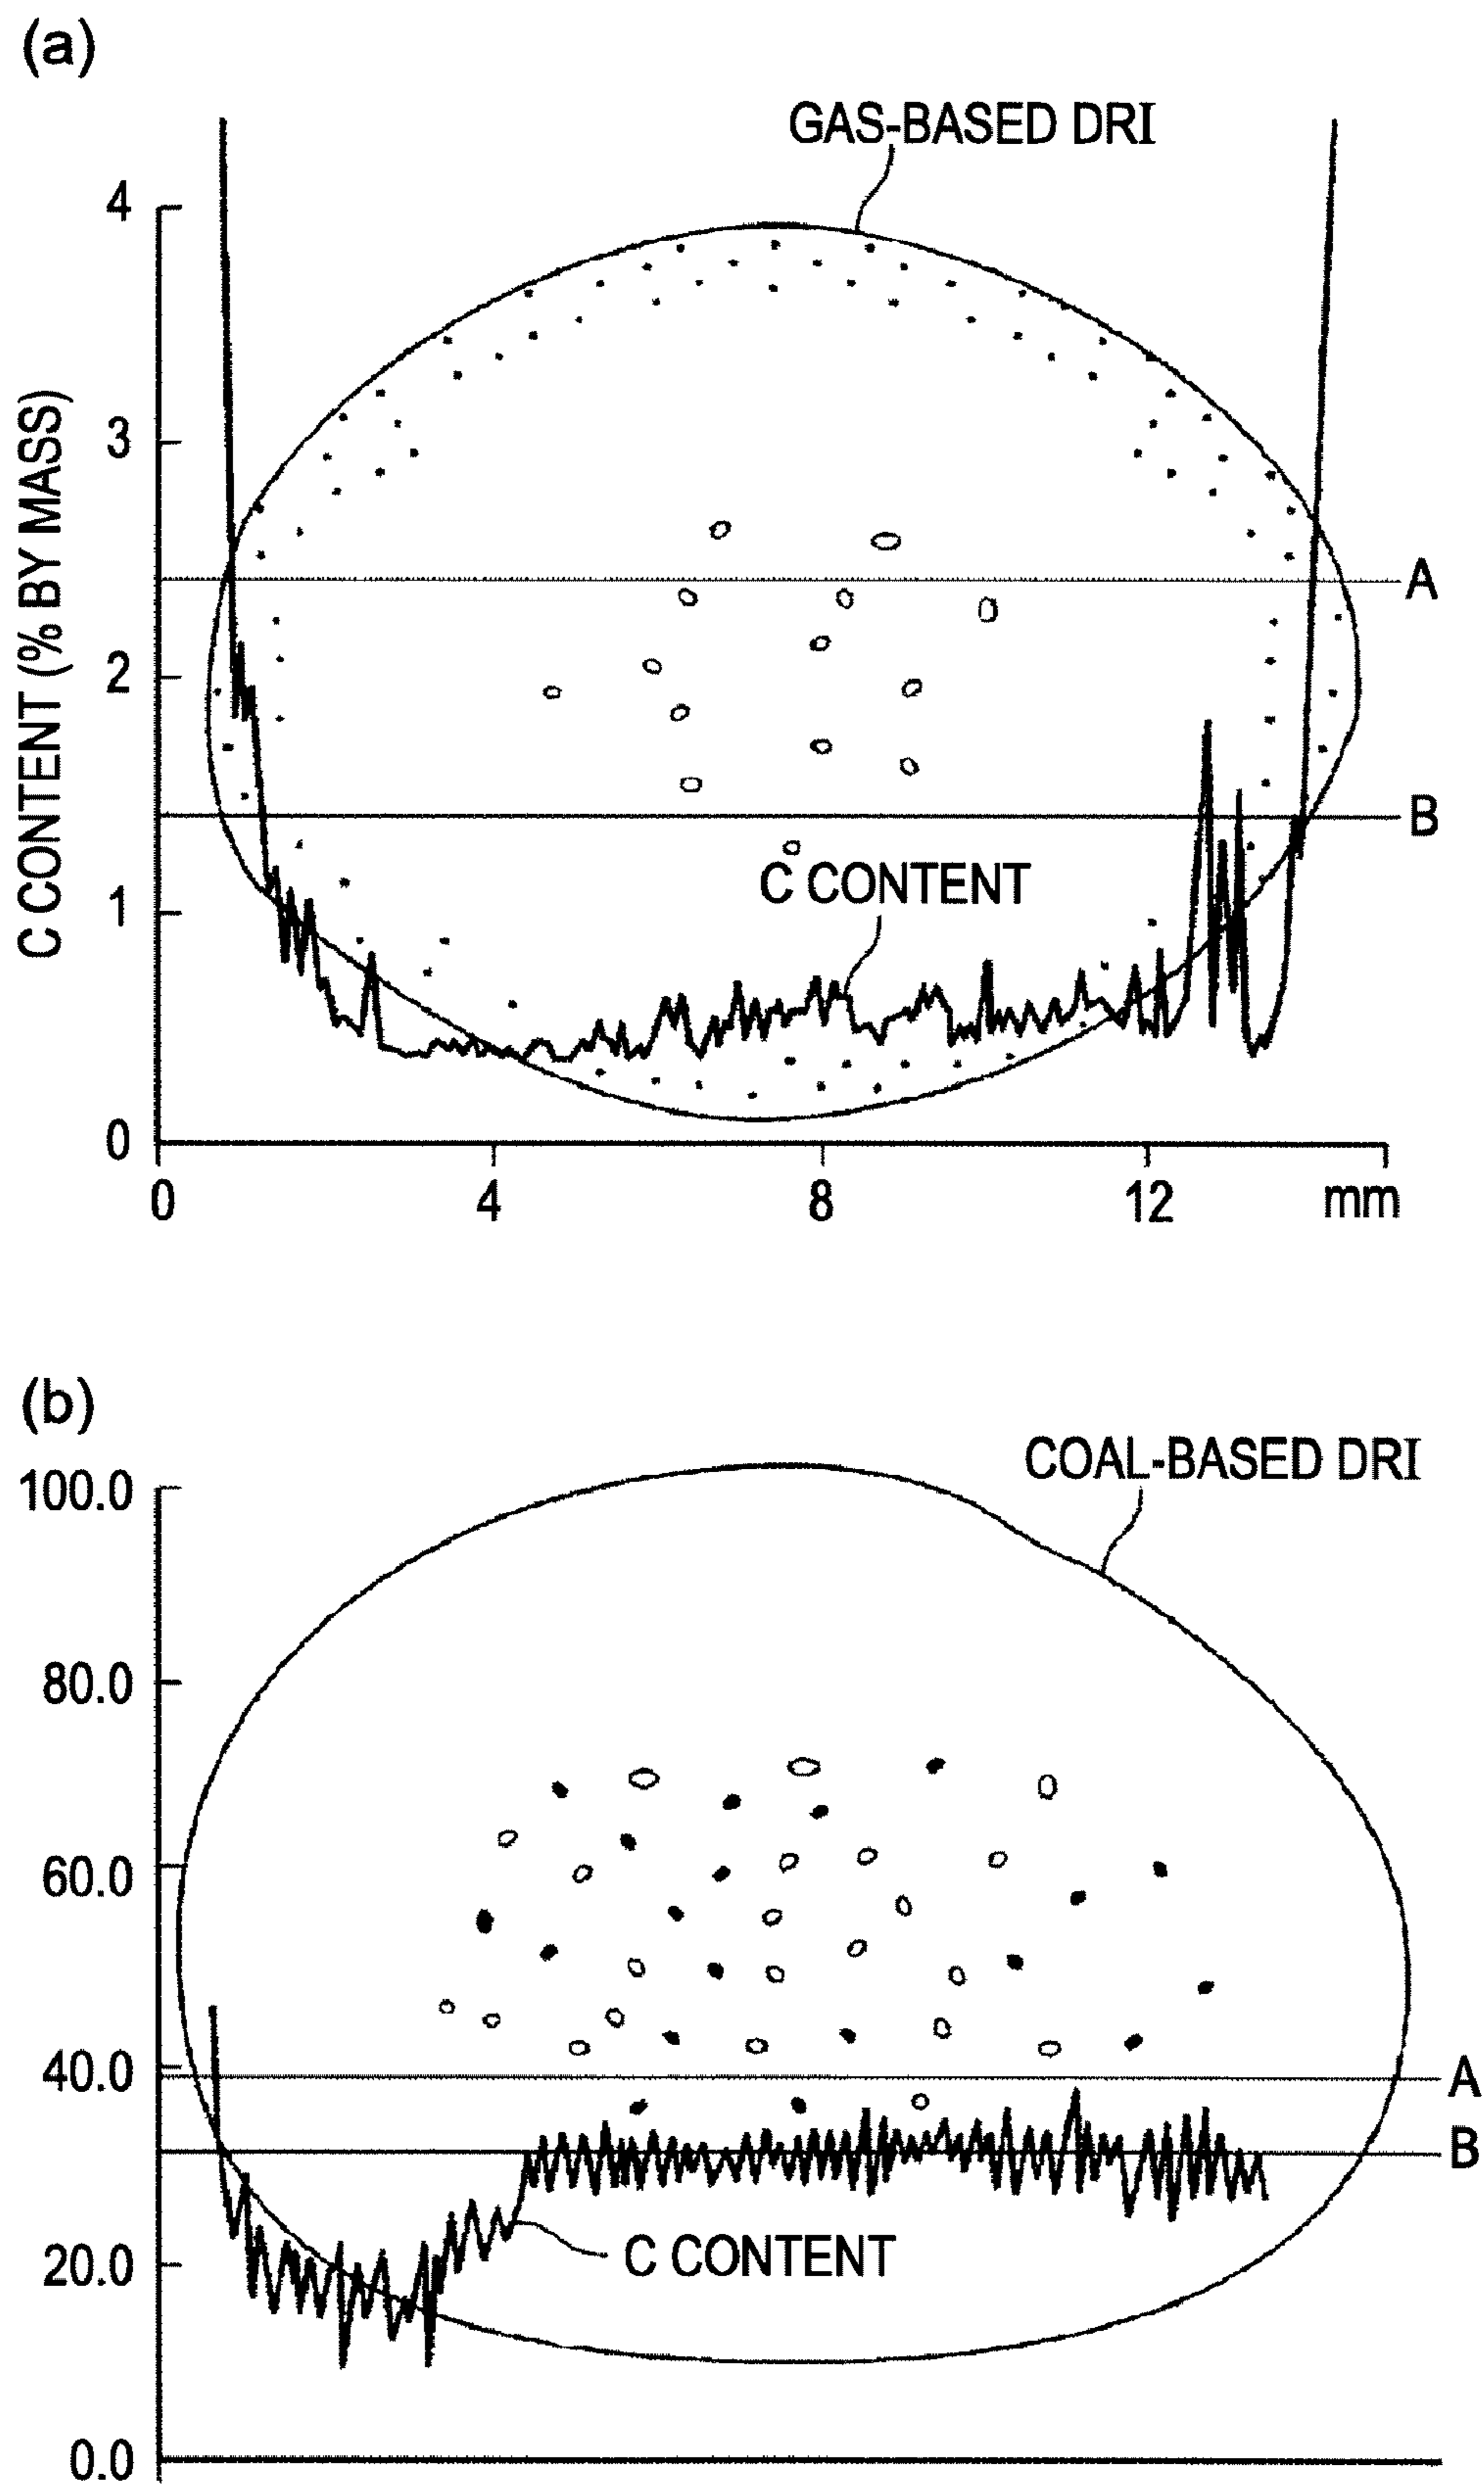 (a)
GAS-BASED DRI
4
3
2
1
0
C CONTENT (% BY MASS)
A
B
C CONTENT
0 4 8 12 mm
(b)
COAL-BASED DRI
100.0
80.0
60.0
40.0
20.0
0.0
A
B
C CONTENT